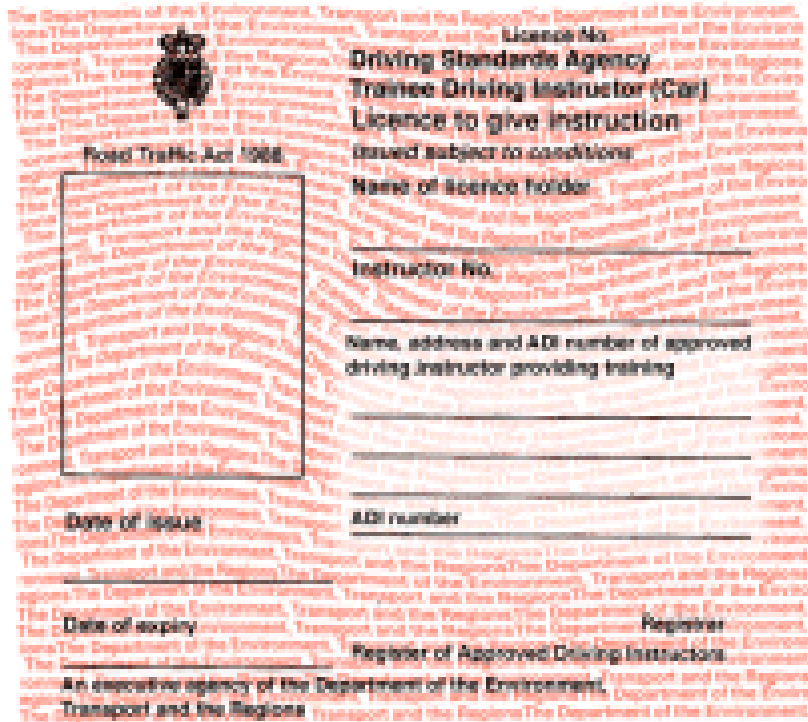 Licence No.
Driving Standards Agency
Trainee Driving Instructor (Car)
Licence to give instruction
Road Traffic Act 1988
issued subject to conditions
Name of licence holder
Instructor No.
Name, address and ADI number of approved
driving instructor providing training
Date of issue
ADI number
Date of expiry
Registrar
Register of Approved Driving Instructors
An executive agency of the Department of the Environment,
Transport and the Regions